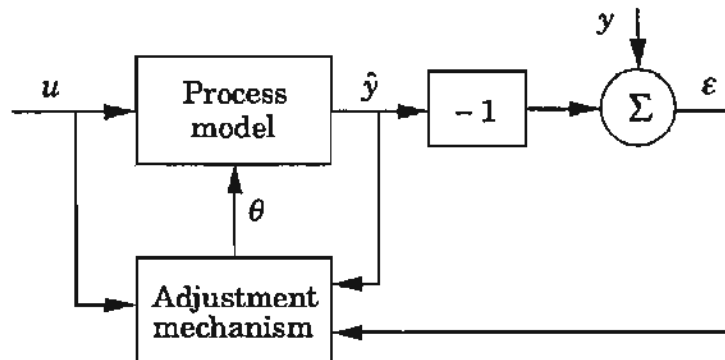 y
u
Process
model
ŷ
– 1
Σ
ε
θ
Adjustment
mechanism